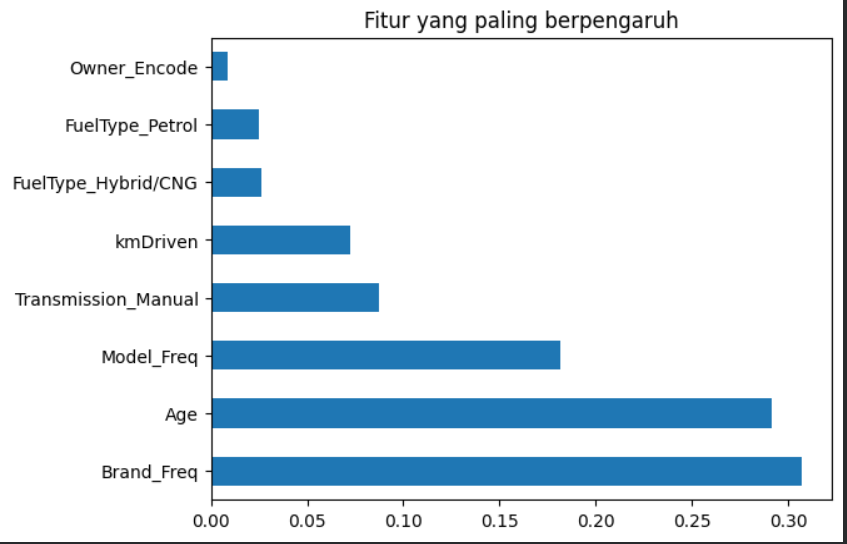 Fitur yang paling berpengaruh
Owner_Encode
FuelType_Petrol
FuelType_Hybrid/CNG
kmDriven
Transmission_Manual
Model_Freq
Age
Brand_Freq
0.00 0.05 0.10 0.15 0.20 0.25 0.30